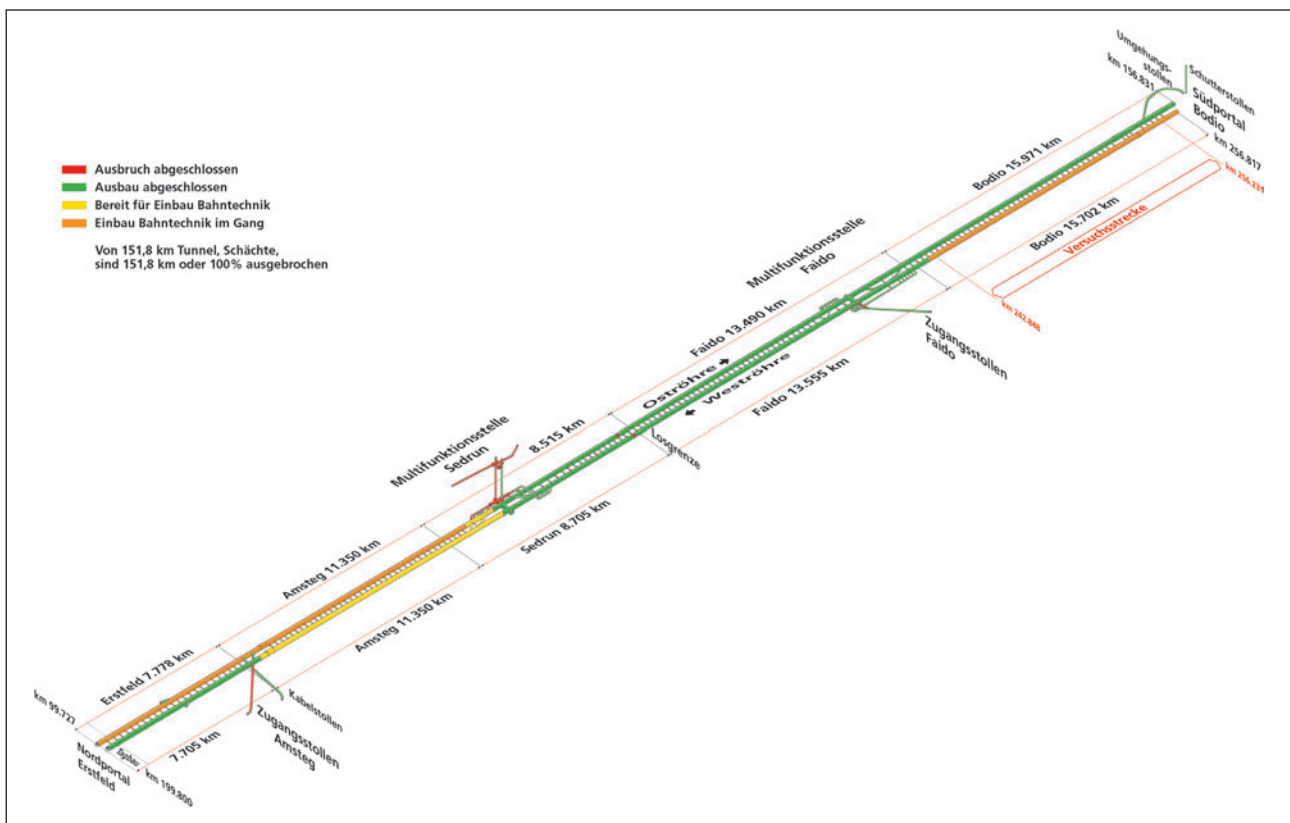 Ausbruch abgeschlossen
Ausbau abgeschlossen
Bereit für Einbau Bahntechnik
Einbau Bahntechnik im Gang
Von 151,8 km Tunnel, Schächte,
sind 151,8 km oder 100% ausgebrochen
Umgehungs-
stollen
km 156.831
Schutterstollen
Südportal
Bodio
km 256.817
km 256.231
Bodio 15.971 km
Bodio 15.702 km
Versuchsstrecke
km 242.848
Multifunktionsstelle
Faido
Zugangsstollen
Faido
Faido 13.490 km
Oströhre
Weströhre
Faido 13.555 km
Losgrenze
8.515 km
Multifunktionsstelle
Sedrun
Sedrun 8.705 km
Amsteg 11.350 km
Amsteg 11.350 km
Erstfeld 7.778 km
Kabelstollen
Zugangsstollen
Amsteg
7.705 km
km 99.727
Nordportal
Erstfeld
Tagbau
km 199.800